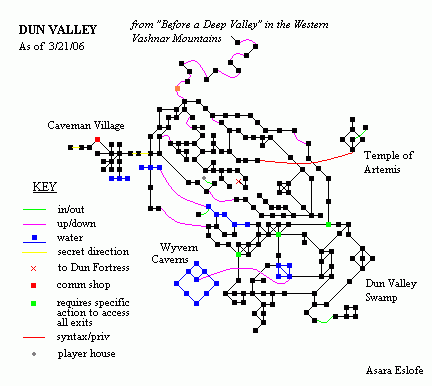 DUN VALLEY
As of 3/21/06
from "Before a Deep Valley" in the Western
Vashnar Mountains
Caveman Village
Temple of
Artemis
KEY
in/out
up/down
water
secret direction
to Dun Fortress
comm shop
requires specific
action to access
all exits
syntax/priv
player house
Wyvern
Caverns
Dun Valley
Swamp
Asara Eslofe